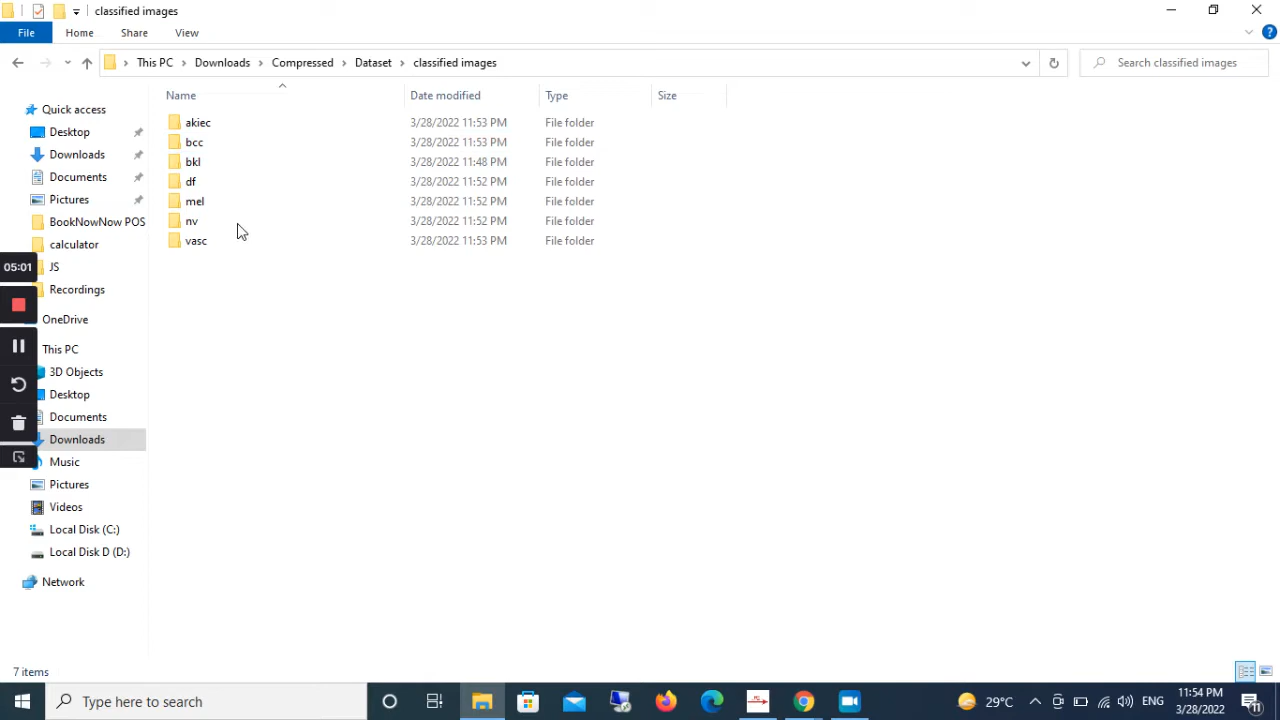 classified images
File Home Share View
This PC Downloads Compressed Dataset classified images Search classified images
Name Date modified Type Size
akiec 3/28/2022 11:53 PM File folder
bcc 3/28/2022 11:53 PM File folder
bkl 3/28/2022 11:48 PM File folder
df 3/28/2022 11:52 PM File folder
mel 3/28/2022 11:52 PM File folder
nv 3/28/2022 11:52 PM File folder
vasc 3/28/2022 11:53 PM File folder
Quick access
Desktop
Downloads
Documents
Pictures
BookNowNow POS
calculator
JS
Recordings
OneDrive
This PC
3D Objects
Desktop
Documents
Downloads
Music
Pictures
Videos
Local Disk (C:)
Local Disk D (D:)
Network
05:01
7 items
Type here to search
29°C ENG
11:54 PM
3/28/2022
11